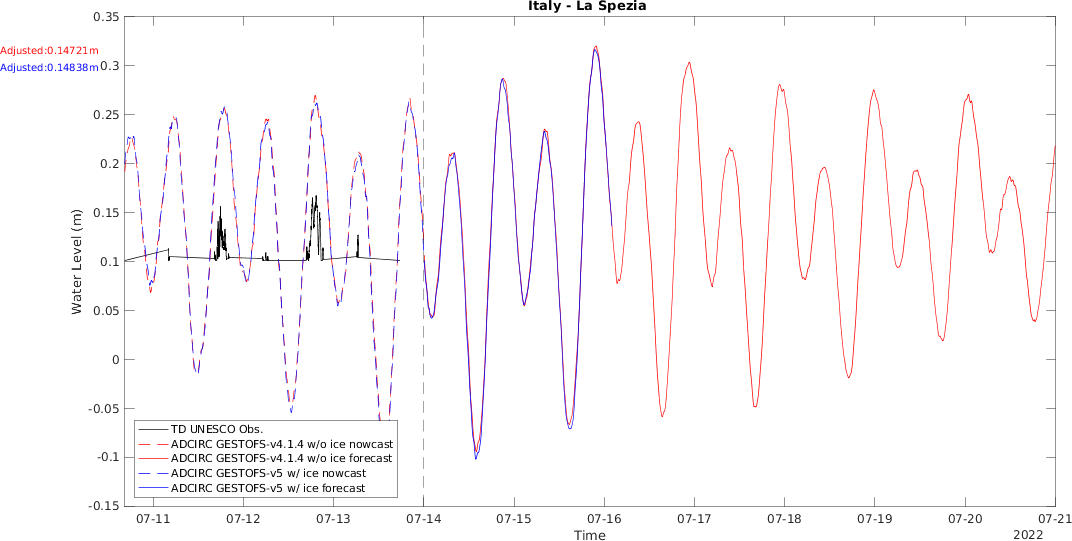 Italy - La Spezia
Adjusted:0.14721m
Adjusted:0.14838m
0.35
0.3
0.25
0.2
0.15
0.1
0.05
0
-0.05
-0.1
-0.15
Water Level (m)
TD UNESCO Obs.
ADCIRC GESTOFS-v4.1.4 w/o ice nowcast
ADCIRC GESTOFS-v4.1.4 w/o ice forecast
ADCIRC GESTOFS-v5 w/ ice nowcast
ADCIRC GESTOFS-v5 w/ ice forecast
07-11 07-12 07-13 07-14 07-15 07-16 07-17 07-18 07-19 07-20 07-21
Time
2022